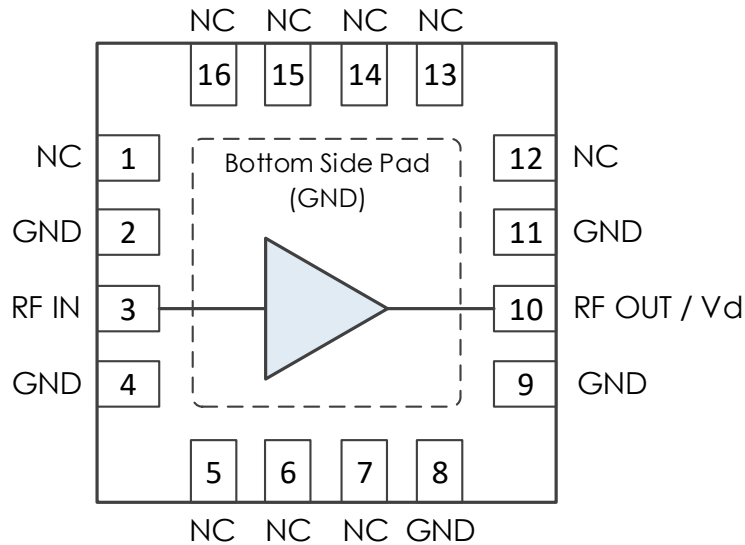 NC NC NC NC
16 15 14 13
NC 1
12 NC
Bottom Side Pad
(GND)
GND 2
11 GND
RF IN 3
10 RF OUT / Vd
GND 4
9 GND
5 6 7 8
NC NC NC GND